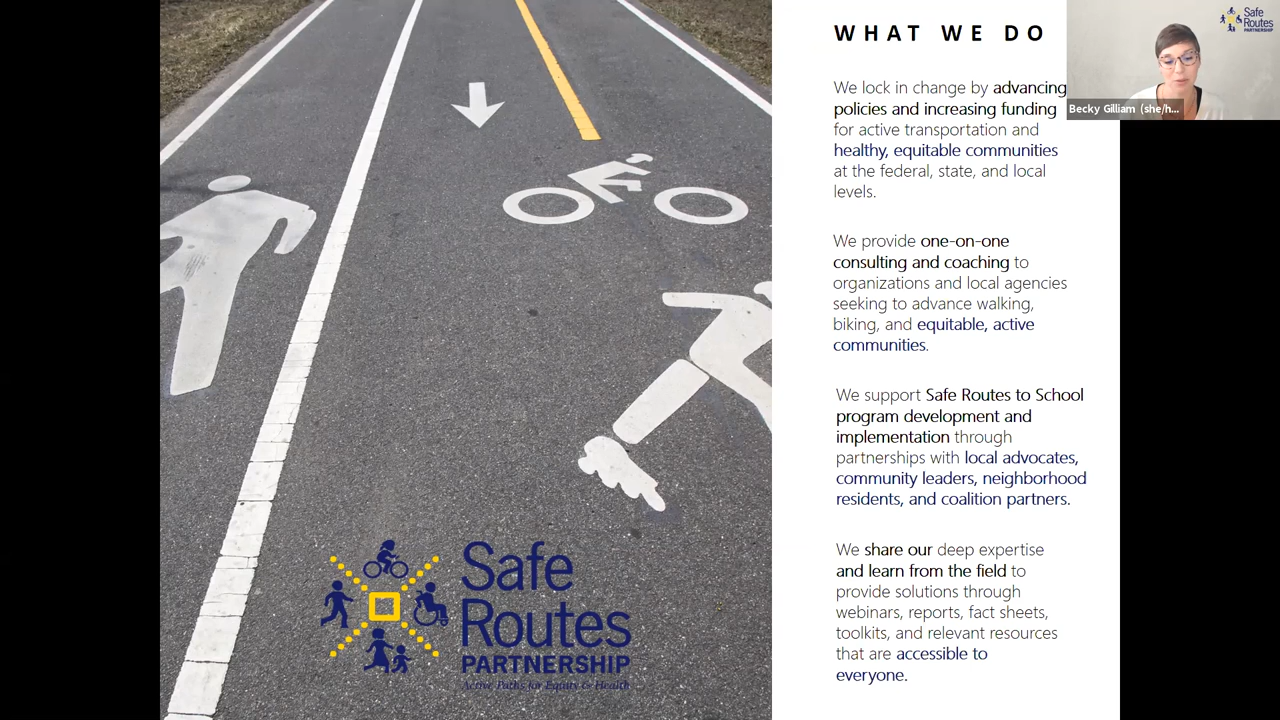 WHAT WE DO
We lock in change by advancing
policies and increasing funding
for active transportation and
healthy, equitable communities
at the federal, state, and local
levels.
We provide one-on-one
consulting and coaching to
organizations and local agencies
seeking to advance walking,
biking, and equitable, active
communities.
We support Safe Routes to School
program development and
implementation through
partnerships with local advocates,
community leaders, neighborhood
residents, and coalition partners.
We share our deep expertise
and learn from the field to
provide solutions through
webinars, reports, fact sheets,
toolkits, and relevant resources
that are accessible to
everyone.
Safe
Routes
PARTNERSHIP
Active Paths for Equity & Health
Safe
Routes
PARTNERSHIP
Becky Gilliam (she/h...